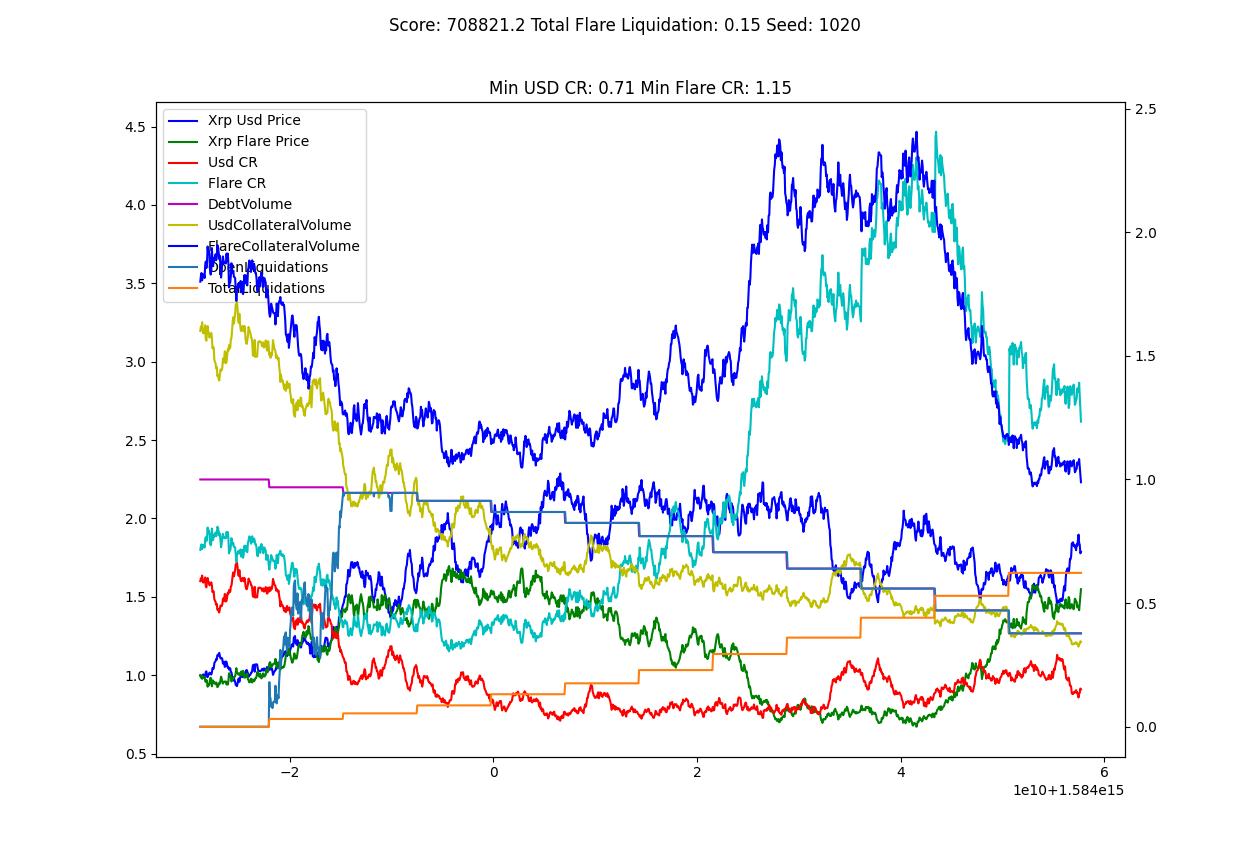 Score: 708821.2 Total Flare Liquidation: 0.15 Seed: 1020
Min USD CR: 0.71 Min Flare CR: 1.15
Xrp Usd Price
Xrp Flare Price
Usd CR
Flare CR
DebtVolume
UsdCollateralVolume
FlareCollateralVolume
OpenLiquidations
TotalLiquidations
4.5
4.0
3.5
3.0
2.5
2.0
1.5
1.0
0.5
2.5
2.0
1.5
1.0
0.5
0.0
−2
0
2
4
6
1e10+1.584e15